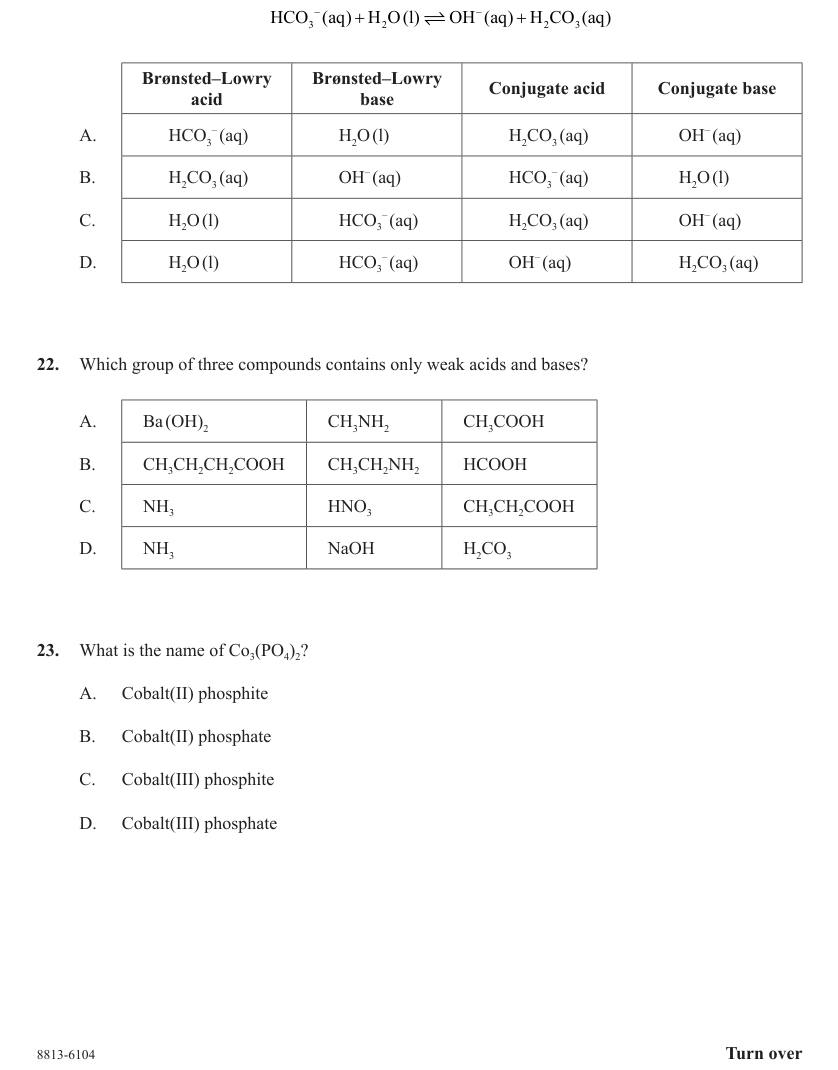 HCO₃⁻(aq) + H₂O(l) ⇌ OH⁻(aq) + H₂CO₃(aq)
Brønsted–Lowry acid Brønsted–Lowry base Conjugate acid Conjugate base
A. HCO₃⁻(aq) H₂O(l) H₂CO₃(aq) OH⁻(aq)
B. H₂CO₃(aq) OH⁻(aq) HCO₃⁻(aq) H₂O(l)
C. H₂O(l) HCO₃⁻(aq) H₂CO₃(aq) OH⁻(aq)
D. H₂O(l) HCO₃⁻(aq) OH⁻(aq) H₂CO₃(aq)
22. Which group of three compounds contains only weak acids and bases?
A. Ba(OH)₂ CH₃NH₂ CH₃COOH
B. CH₃CH₂CH₂COOH CH₃CH₂NH₂ HCOOH
C. NH₃ HNO₃ CH₃CH₂COOH
D. NH₃ NaOH H₂CO₃
23. What is the name of Co₃(PO₄)₂?
A. Cobalt(II) phosphite
B. Cobalt(II) phosphate
C. Cobalt(III) phosphite
D. Cobalt(III) phosphate
8813-6104 Turn over